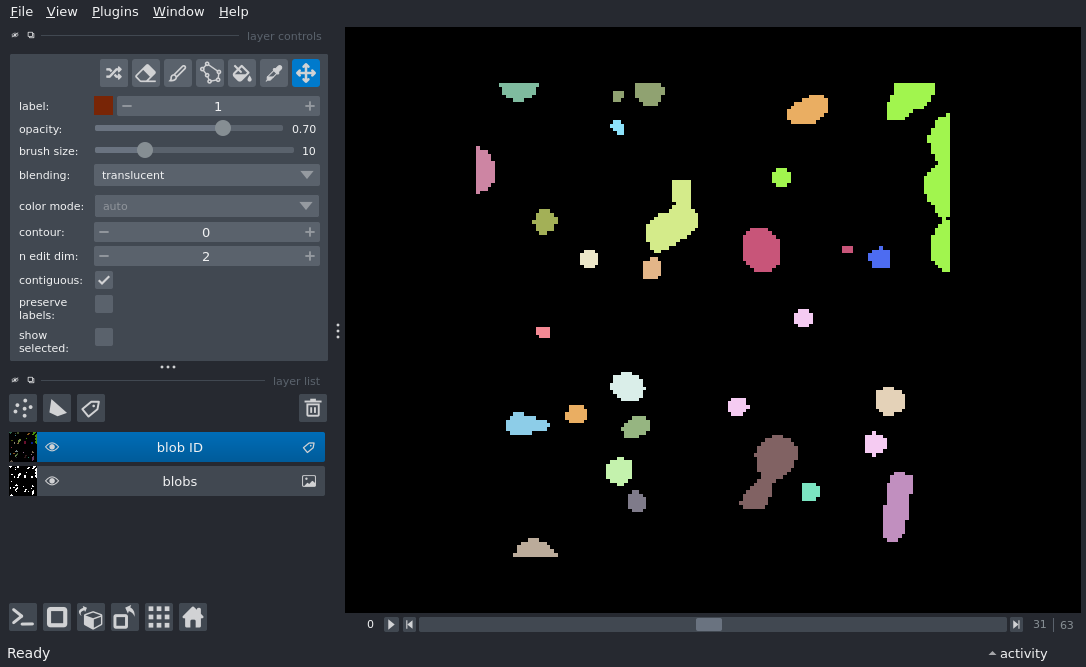 File View Plugins Window Help
layer controls
label: 1
opacity: 0.70
brush size: 10
blending: translucent
color mode: auto
contour: 0
n edit dim: 2
contiguous:
preserve
labels:
show
selected:
layer list
blob ID
blobs
0 31 | 63
Ready activity